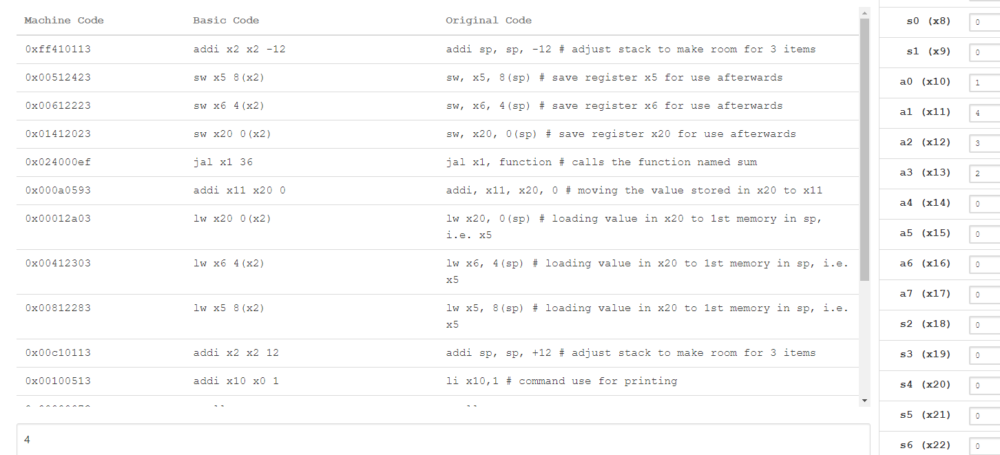 Machine Code Basic Code Original Code
0xff410113 addi x2 x2 -12 addi sp, sp, -12 # adjust stack to make room for 3 items
0x00512423 sw x5 8(x2) sw, x5, 8(sp) # save register x5 for use afterwards
0x00612223 sw x6 4(x2) sw, x6, 4(sp) # save register x6 for use afterwards
0x01412023 sw x20 0(x2) sw, x20, 0(sp) # save register x20 for use afterwards
0x024000ef jal x1 36 jal x1, function # calls the function named sum
0x000a0593 addi x11 x20 0 addi, x11, x20, 0 # moving the value stored in x20 to x11
0x00012a03 lw x20 0(x2) lw x20, 0(sp) # loading value in x20 to 1st memory in sp,
i.e. x5
0x00412303 lw x6 4(x2) lw x6, 4(sp) # loading value in x20 to 1st memory in sp, i.e.
x5
0x00812283 lw x5 8(x2) lw x5, 8(sp) # loading value in x20 to 1st memory in sp, i.e.
x5
0x00c10113 addi x2 x2 12 addi sp, sp, +12 # adjust stack to make room for 3 items
0x00100513 addi x10 x0 1 li x10,1 # command use for printing
4
s0 (x8) 0
s1 (x9) 0
a0 (x10) 1
a1 (x11) 4
a2 (x12) 3
a3 (x13) 2
a4 (x14) 0
a5 (x15) 0
a6 (x16) 0
a7 (x17) 0
s2 (x18) 0
s3 (x19) 0
s4 (x20) 0
s5 (x21) 0
s6 (x22) 0